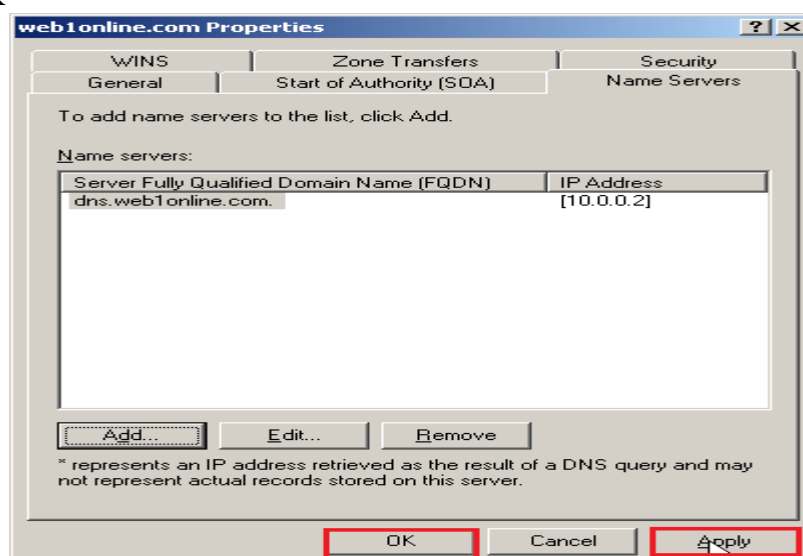 web1online.com Properties
WINS Zone Transfers Security
General Start of Authority (SOA) Name Servers
To add name servers to the list, click Add.
Name servers:
Server Fully Qualified Domain Name (FQDN) IP Address
dns.web1online.com. [10.0.0.2]
Add... Edit... Remove
* represents an IP address retrieved as the result of a DNS query and may
not represent actual records stored on this server.
OK Cancel Apply